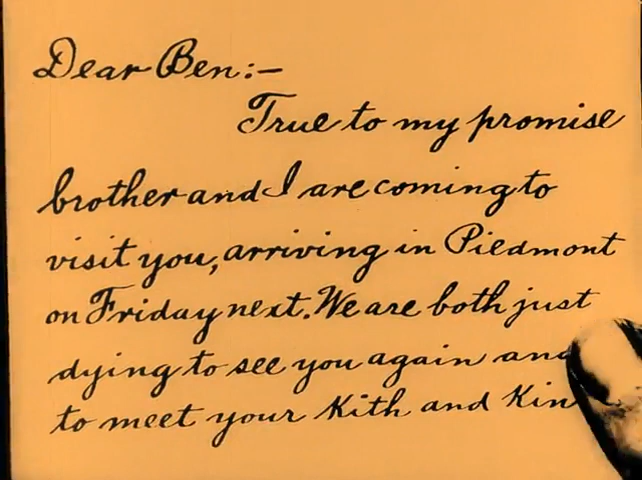 Dear Ben:–
True to my promise
brother and I are coming to
visit you, arriving in Piedmont
on Friday next. We are both just
dying to see you again and
to meet your Kith and Kin